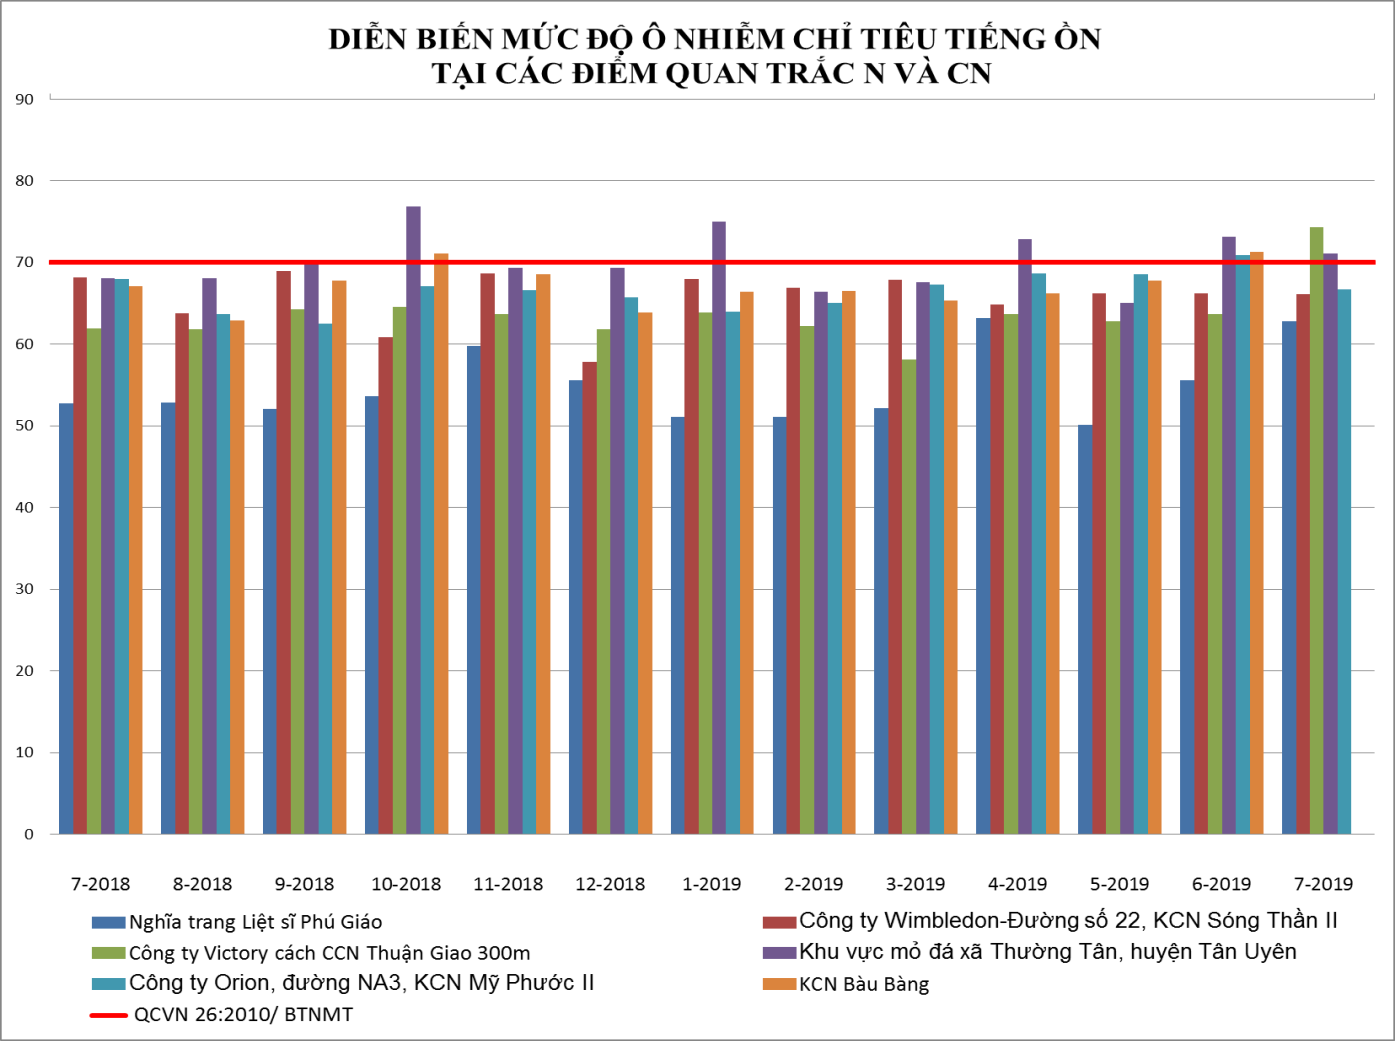 DIỄN BIẾN MỨC ĐỘ Ô NHIỄM CHỈ TIÊU TIẾNG ỒN
TẠI CÁC ĐIỂM QUAN TRẮC N VÀ CN
90
80
70
60
50
40
30
20
10
0
7-2018 8-2018 9-2018 10-2018 11-2018 12-2018 1-2019 2-2019 3-2019 4-2019 5-2019 6-2019 7-2019
Nghĩa trang Liệt sĩ Phú Giáo
Công ty Wimbledon-Đường số 22, KCN Sóng Thần II
Công ty Victory cách CCN Thuận Giao 300m
Khu vực mỏ đá xã Thường Tân, huyện Tân Uyên
Công ty Orion, đường NA3, KCN Mỹ Phước II
KCN Bàu Bàng
QCVN 26:2010/ BTNMT